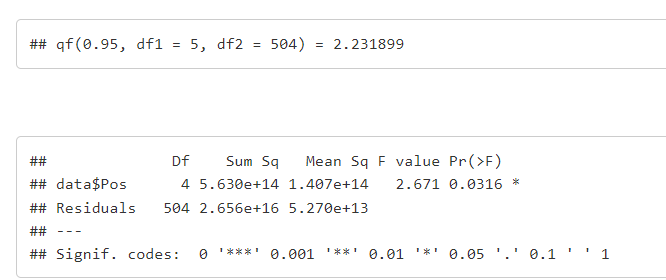 ## qf(0.95, df1 = 5, df2 = 504) = 2.231899
##              Df    Sum Sq   Mean Sq F value Pr(>F)
## data$Pos      4 5.630e+14 1.407e+14   2.671 0.0316 *
## Residuals   504 2.656e+16 5.270e+13
## ---
## Signif. codes:  0 '***' 0.001 '**' 0.01 '*' 0.05 '.' 0.1 ' ' 1